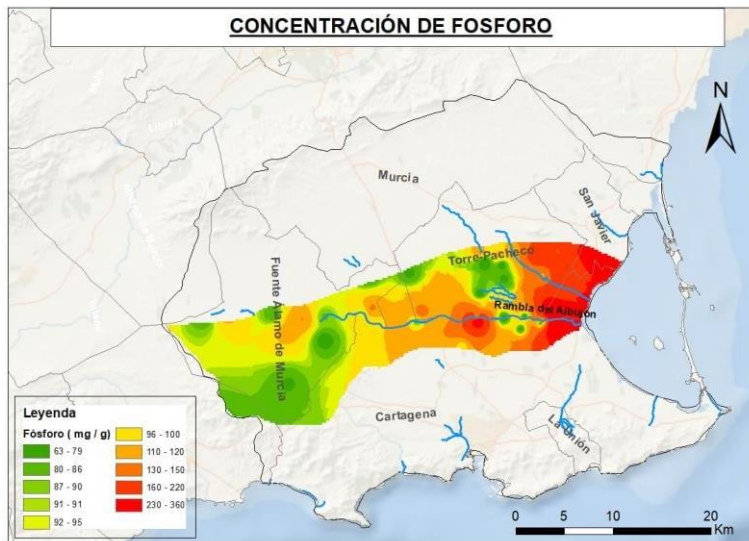 CONCENTRACIÓN DE FOSFORO
N
Murcia
San Javier
Torre-Pacheco
Fuente Álamo de Murcia
Rambla del Albujón
Cartagena
La Unión
Leyenda
Fósforo ( mg / g)
63 - 79
80 - 86
87 - 90
91 - 91
92 - 95
96 - 100
110 - 120
130 - 150
160 - 220
230 - 360
0 5 10 20
Km